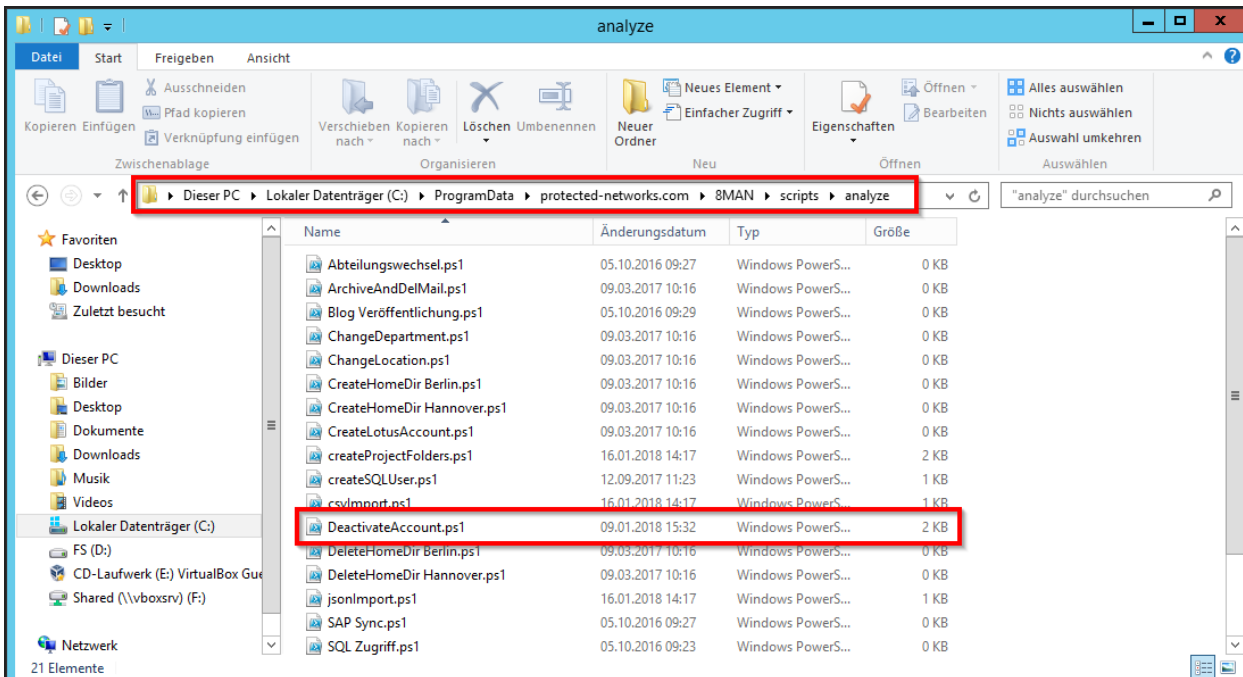 analyze
Datei Start Freigeben Ansicht
Kopieren Einfügen Ausschneiden
Pfad kopieren
Verknüpfung einfügen
Zwischenablage
Verschieben nach Kopieren nach Löschen Umbenennen
Organisieren
Neuer Ordner Neues Element
Einfacher Zugriff
Neu
Eigenschaften Öffnen
Bearbeiten
Öffnen
Alles auswählen
Nichts auswählen
Auswahl umkehren
Auswählen
Dieser PC Lokaler Datenträger (C:) ProgramData protected-networks.com 8MAN scripts analyze
"analyze" durchsuchen
Favoriten
Desktop
Downloads
Zuletzt besucht
Dieser PC
Bilder
Desktop
Dokumente
Downloads
Musik
Videos
Lokaler Datenträger (C:)
FS (D:)
CD-Laufwerk (E:) VirtualBox Gue
Shared (\\vboxsrv) (F:)
Netzwerk
Name Änderungsdatum Typ Größe
Abteilungswechsel.ps1 05.10.2016 09:27 Windows PowerS... 0 KB
ArchiveAndDelMail.ps1 09.03.2017 10:16 Windows PowerS... 0 KB
Blog Veröffentlichung.ps1 05.10.2016 09:29 Windows PowerS... 0 KB
ChangeDepartment.ps1 09.03.2017 10:16 Windows PowerS... 0 KB
ChangeLocation.ps1 09.03.2017 10:16 Windows PowerS... 0 KB
CreateHomeDir Berlin.ps1 09.03.2017 10:16 Windows PowerS... 0 KB
CreateHomeDir Hannover.ps1 09.03.2017 10:16 Windows PowerS... 0 KB
CreateLotusAccount.ps1 09.03.2017 10:16 Windows PowerS... 0 KB
createProjectFolders.ps1 16.01.2018 14:17 Windows PowerS... 2 KB
createSQLUser.ps1 12.09.2017 11:23 Windows PowerS... 1 KB
csvImport.ps1 16.01.2018 14:17 Windows PowerS... 1 KB
DeactivateAccount.ps1 09.01.2018 15:32 Windows PowerS... 2 KB
DeleteHomeDir Berlin.ps1 09.03.2017 10:16 Windows PowerS... 0 KB
DeleteHomeDir Hannover.ps1 09.03.2017 10:16 Windows PowerS... 0 KB
jsonImport.ps1 16.01.2018 14:17 Windows PowerS... 1 KB
SAP Sync.ps1 05.10.2016 09:27 Windows PowerS... 0 KB
SQL Zugriff.ps1 05.10.2016 09:23 Windows PowerS... 0 KB
21 Elemente